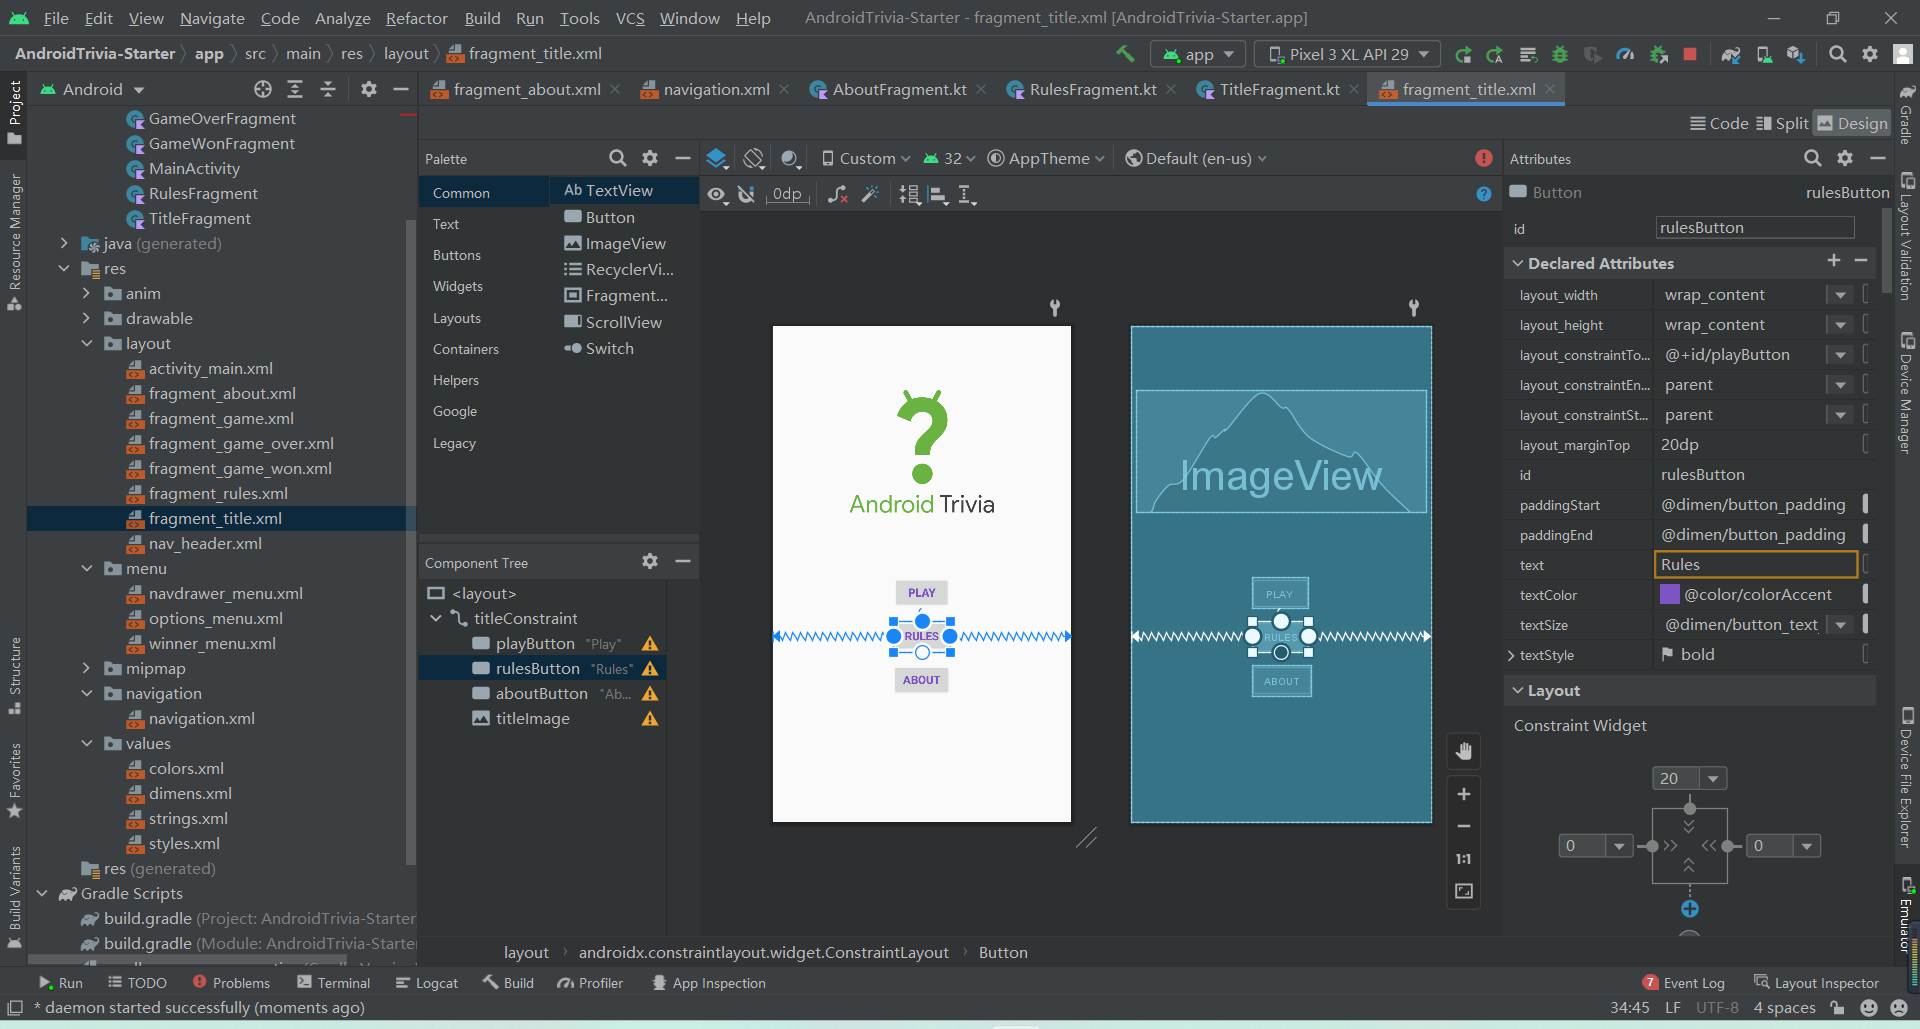 File Edit View Navigate Code Analyze Refactor Build Run Tools VCS Window Help AndroidTrivia-Starter - fragment_title.xml [AndroidTrivia-Starter.app]
AndroidTrivia-Starter app src main res layout fragment_title.xml app Pixel 3 XL API 29
Project
Resource Manager
Structure
Favorites
Build Variants
Android
GameOverFragment
GameWonFragment
MainActivity
RulesFragment
TitleFragment
java (generated)
res
anim
drawable
layout
activity_main.xml
fragment_about.xml
fragment_game.xml
fragment_game_over.xml
fragment_game_won.xml
fragment_rules.xml
fragment_title.xml
nav_header.xml
menu
navdrawer_menu.xml
options_menu.xml
winner_menu.xml
mipmap
navigation
navigation.xml
values
colors.xml
dimens.xml
strings.xml
styles.xml
res (generated)
Gradle Scripts
build.gradle (Project: AndroidTrivia-Starter
build.gradle (Module: AndroidTrivia-Starte
fragment_about.xml navigation.xml AboutFragment.kt RulesFragment.kt TitleFragment.kt fragment_title.xml
Code Split Design
Palette
Common
Text
Buttons
Widgets
Layouts
Containers
Helpers
Google
Legacy
Ab TextView
Button
ImageView
RecyclerVi...
Fragment...
ScrollView
Switch
Component Tree
<layout>
titleConstraint
playButton "Play"
rulesButton "Rules"
aboutButton "Ab...
titleImage
Custom 32 AppTheme Default (en-us)
0dp
Android Trivia
PLAY
RULES
ABOUT
ImageView
PLAY
RULES
ABOUT
1:1
layout androidx.constraintlayout.widget.ConstraintLayout Button
Attributes
Button rulesButton
id rulesButton
Declared Attributes
layout_width wrap_content
layout_height wrap_content
layout_constraintTo... @+id/playButton
layout_constraintEn... parent
layout_constraintSt... parent
layout_marginTop 20dp
id rulesButton
paddingStart @dimen/button_padding
paddingEnd @dimen/button_padding
text Rules
textColor @color/colorAccent
textSize @dimen/button_text_
textStyle bold
Layout
Constraint Widget
20
0 0
Gradle
Layout Validation
Device Manager
Device File Explorer
Emulator
Run TODO Problems Terminal Logcat Build Profiler App Inspection 7 Event Log Layout Inspector
* daemon started successfully (moments ago) 34:45 LF UTF-8 4 spaces